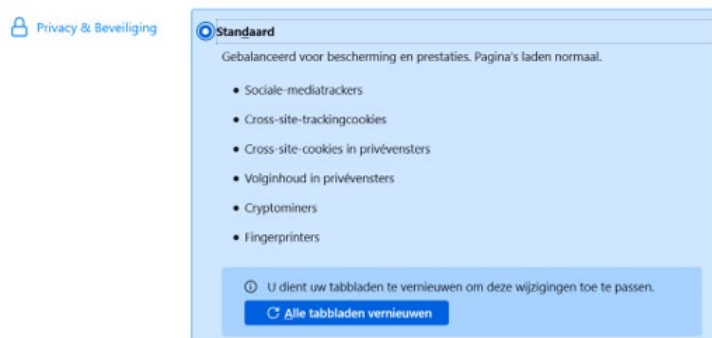 Privacy & Beveiliging
Standaard
Gebalanceerd voor bescherming en prestaties. Pagina's laden normaal.
• Sociale-mediatrackers
• Cross-site-trackingcookies
• Cross-site-cookies in privévensters
• Volginhoud in privévensters
• Cryptominers
• Fingerprinters
U dient uw tabbladen te vernieuwen om deze wijzigingen toe te passen.
Alle tabbladen vernieuwen